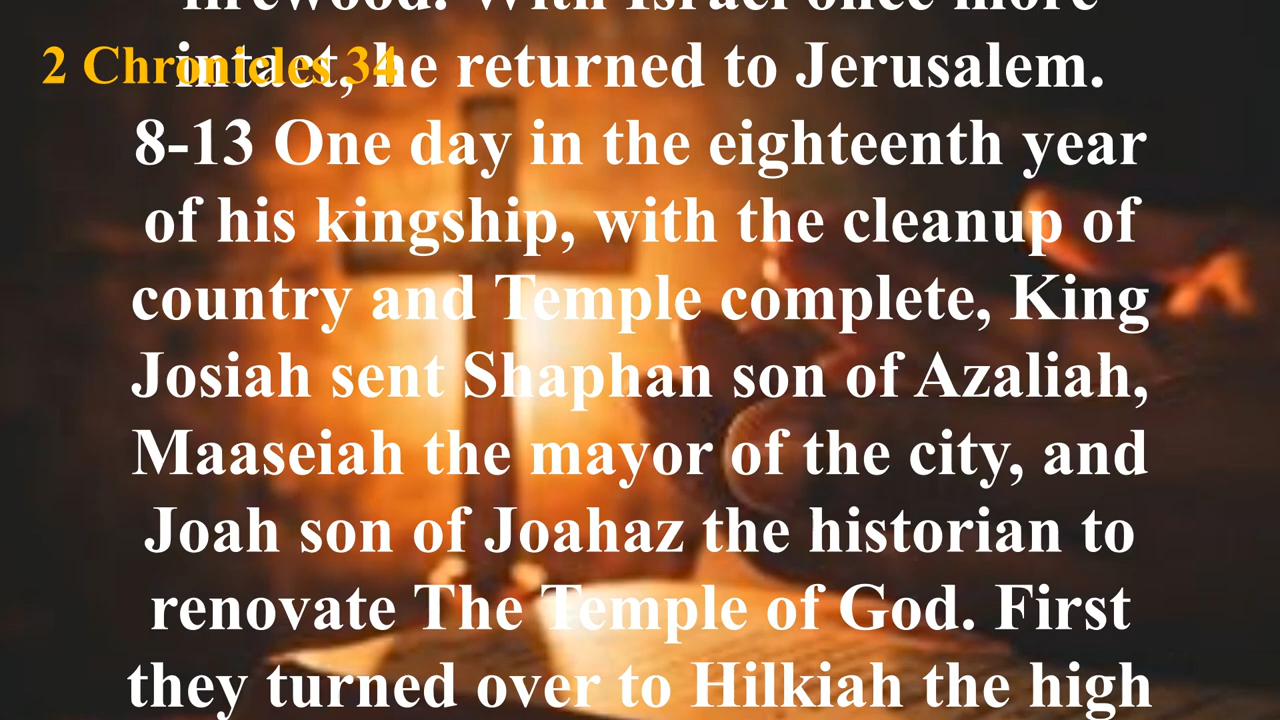 firewood. With Israel once more
2 Chronicles 34
intact, he returned to Jerusalem.
8-13 One day in the eighteenth year
of his kingship, with the cleanup of
country and Temple complete, King
Josiah sent Shaphan son of Azaliah,
Maaseiah the mayor of the city, and
Joah son of Joahaz the historian to
renovate The Temple of God. First
they turned over to Hilkiah the high